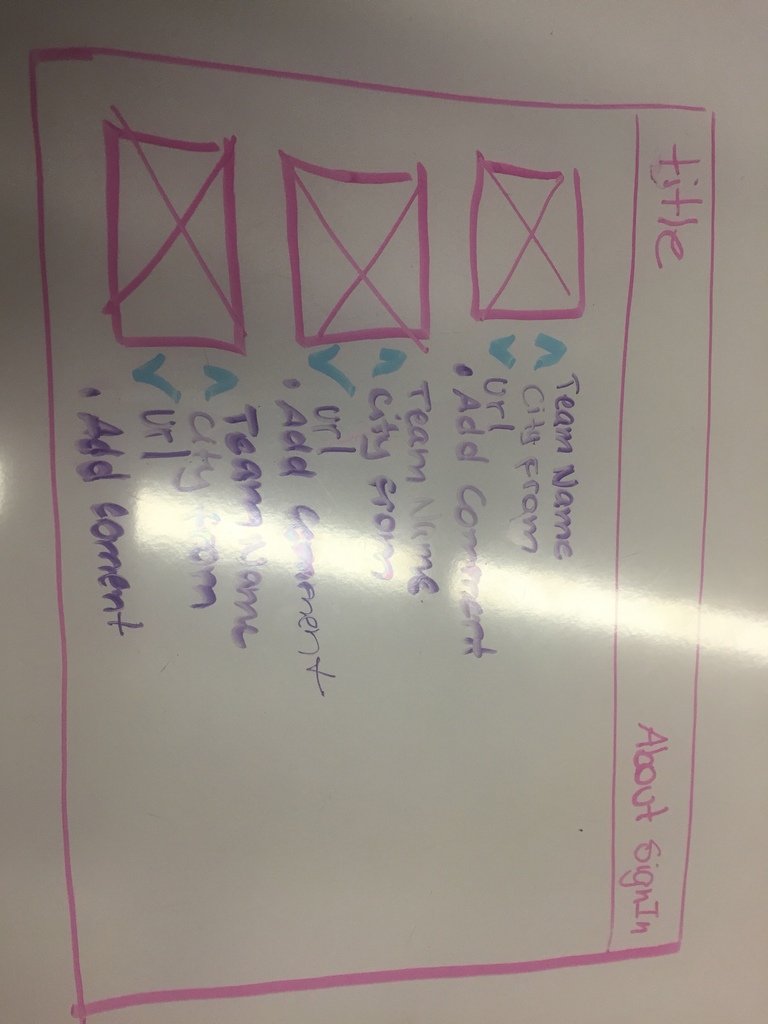 title
About SignIn
Team Name
City From
Url
• Add Comment
Team Name
City From
Url
• Add Comment
Team Name
City From
Url
• Add Coment